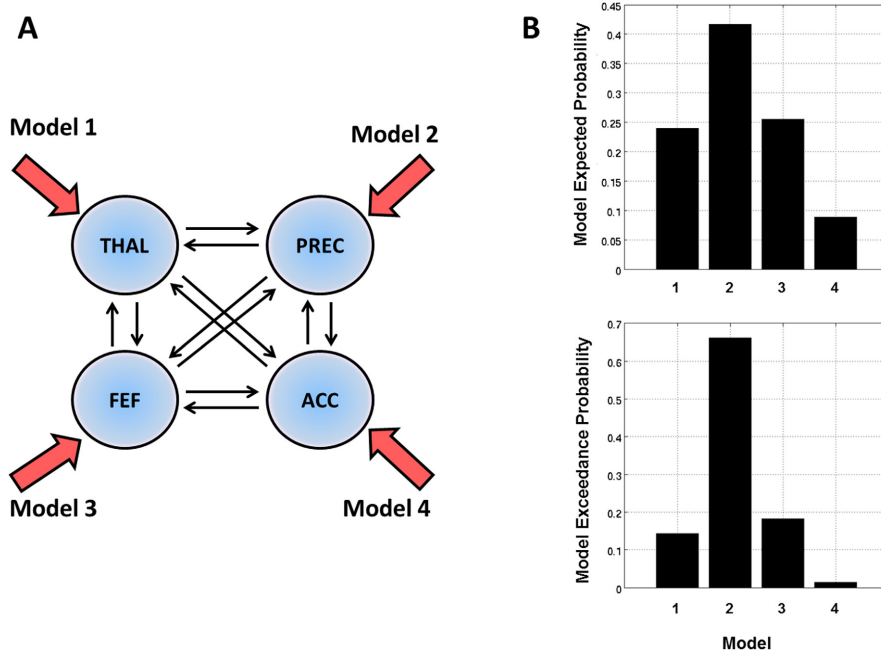 A
Model 1
Model 2
THAL
PREC
FEF
ACC
Model 3
Model 4
B
Model Expected Probability
0.45
0.4
0.35
0.3
0.25
0.2
0.15
0.1
0.05
0
1 2 3 4
Model Exceedance Probability
0.7
0.6
0.5
0.4
0.3
0.2
0.1
0
1 2 3 4
Model